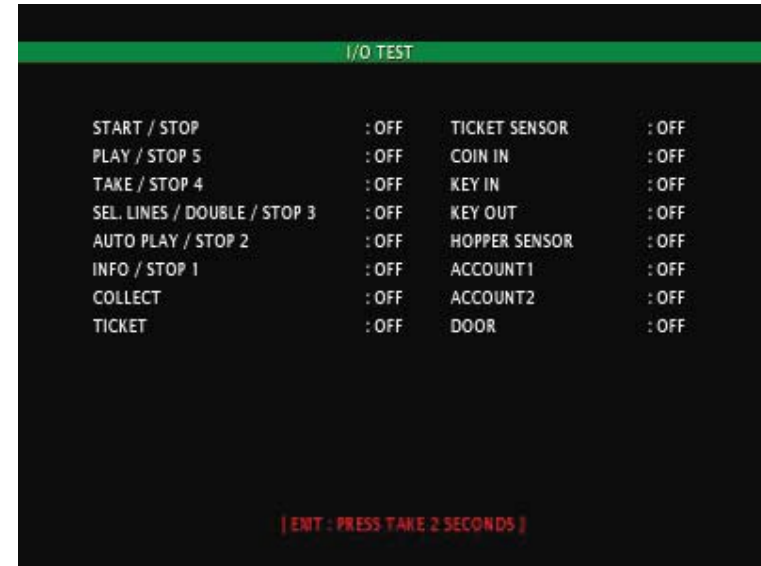 I/O TEST
START / STOP : OFF TICKET SENSOR : OFF
PLAY / STOP 5 : OFF COIN IN : OFF
TAKE / STOP 4 : OFF KEY IN : OFF
SEL. LINES / DOUBLE / STOP 3 : OFF KEY OUT : OFF
AUTO PLAY / STOP 2 : OFF HOPPER SENSOR : OFF
INFO / STOP 1 : OFF ACCOUNT1 : OFF
COLLECT : OFF ACCOUNT2 : OFF
TICKET : OFF DOOR : OFF
[ EXIT : PRESS TAKE 2 SECONDS ]